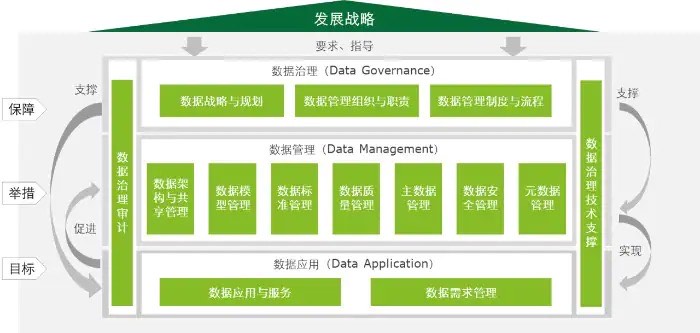 发展战略
要求、指导
数据治理（Data Governance）
数据战略与规划
数据管理组织与职责
数据管理制度与流程
保障
举措
目标
支撑
促进
数据治理审计
数据管理（Data Management）
数据架
构与共
享管理
数据模
型管理
数据标
准管理
数据质
量管理
主数据
管理
数据安
全管理
元数据
管理
数据应用（Data Application）
数据应用与服务
数据需求管理
数据治理技术支撑
支撑
实现